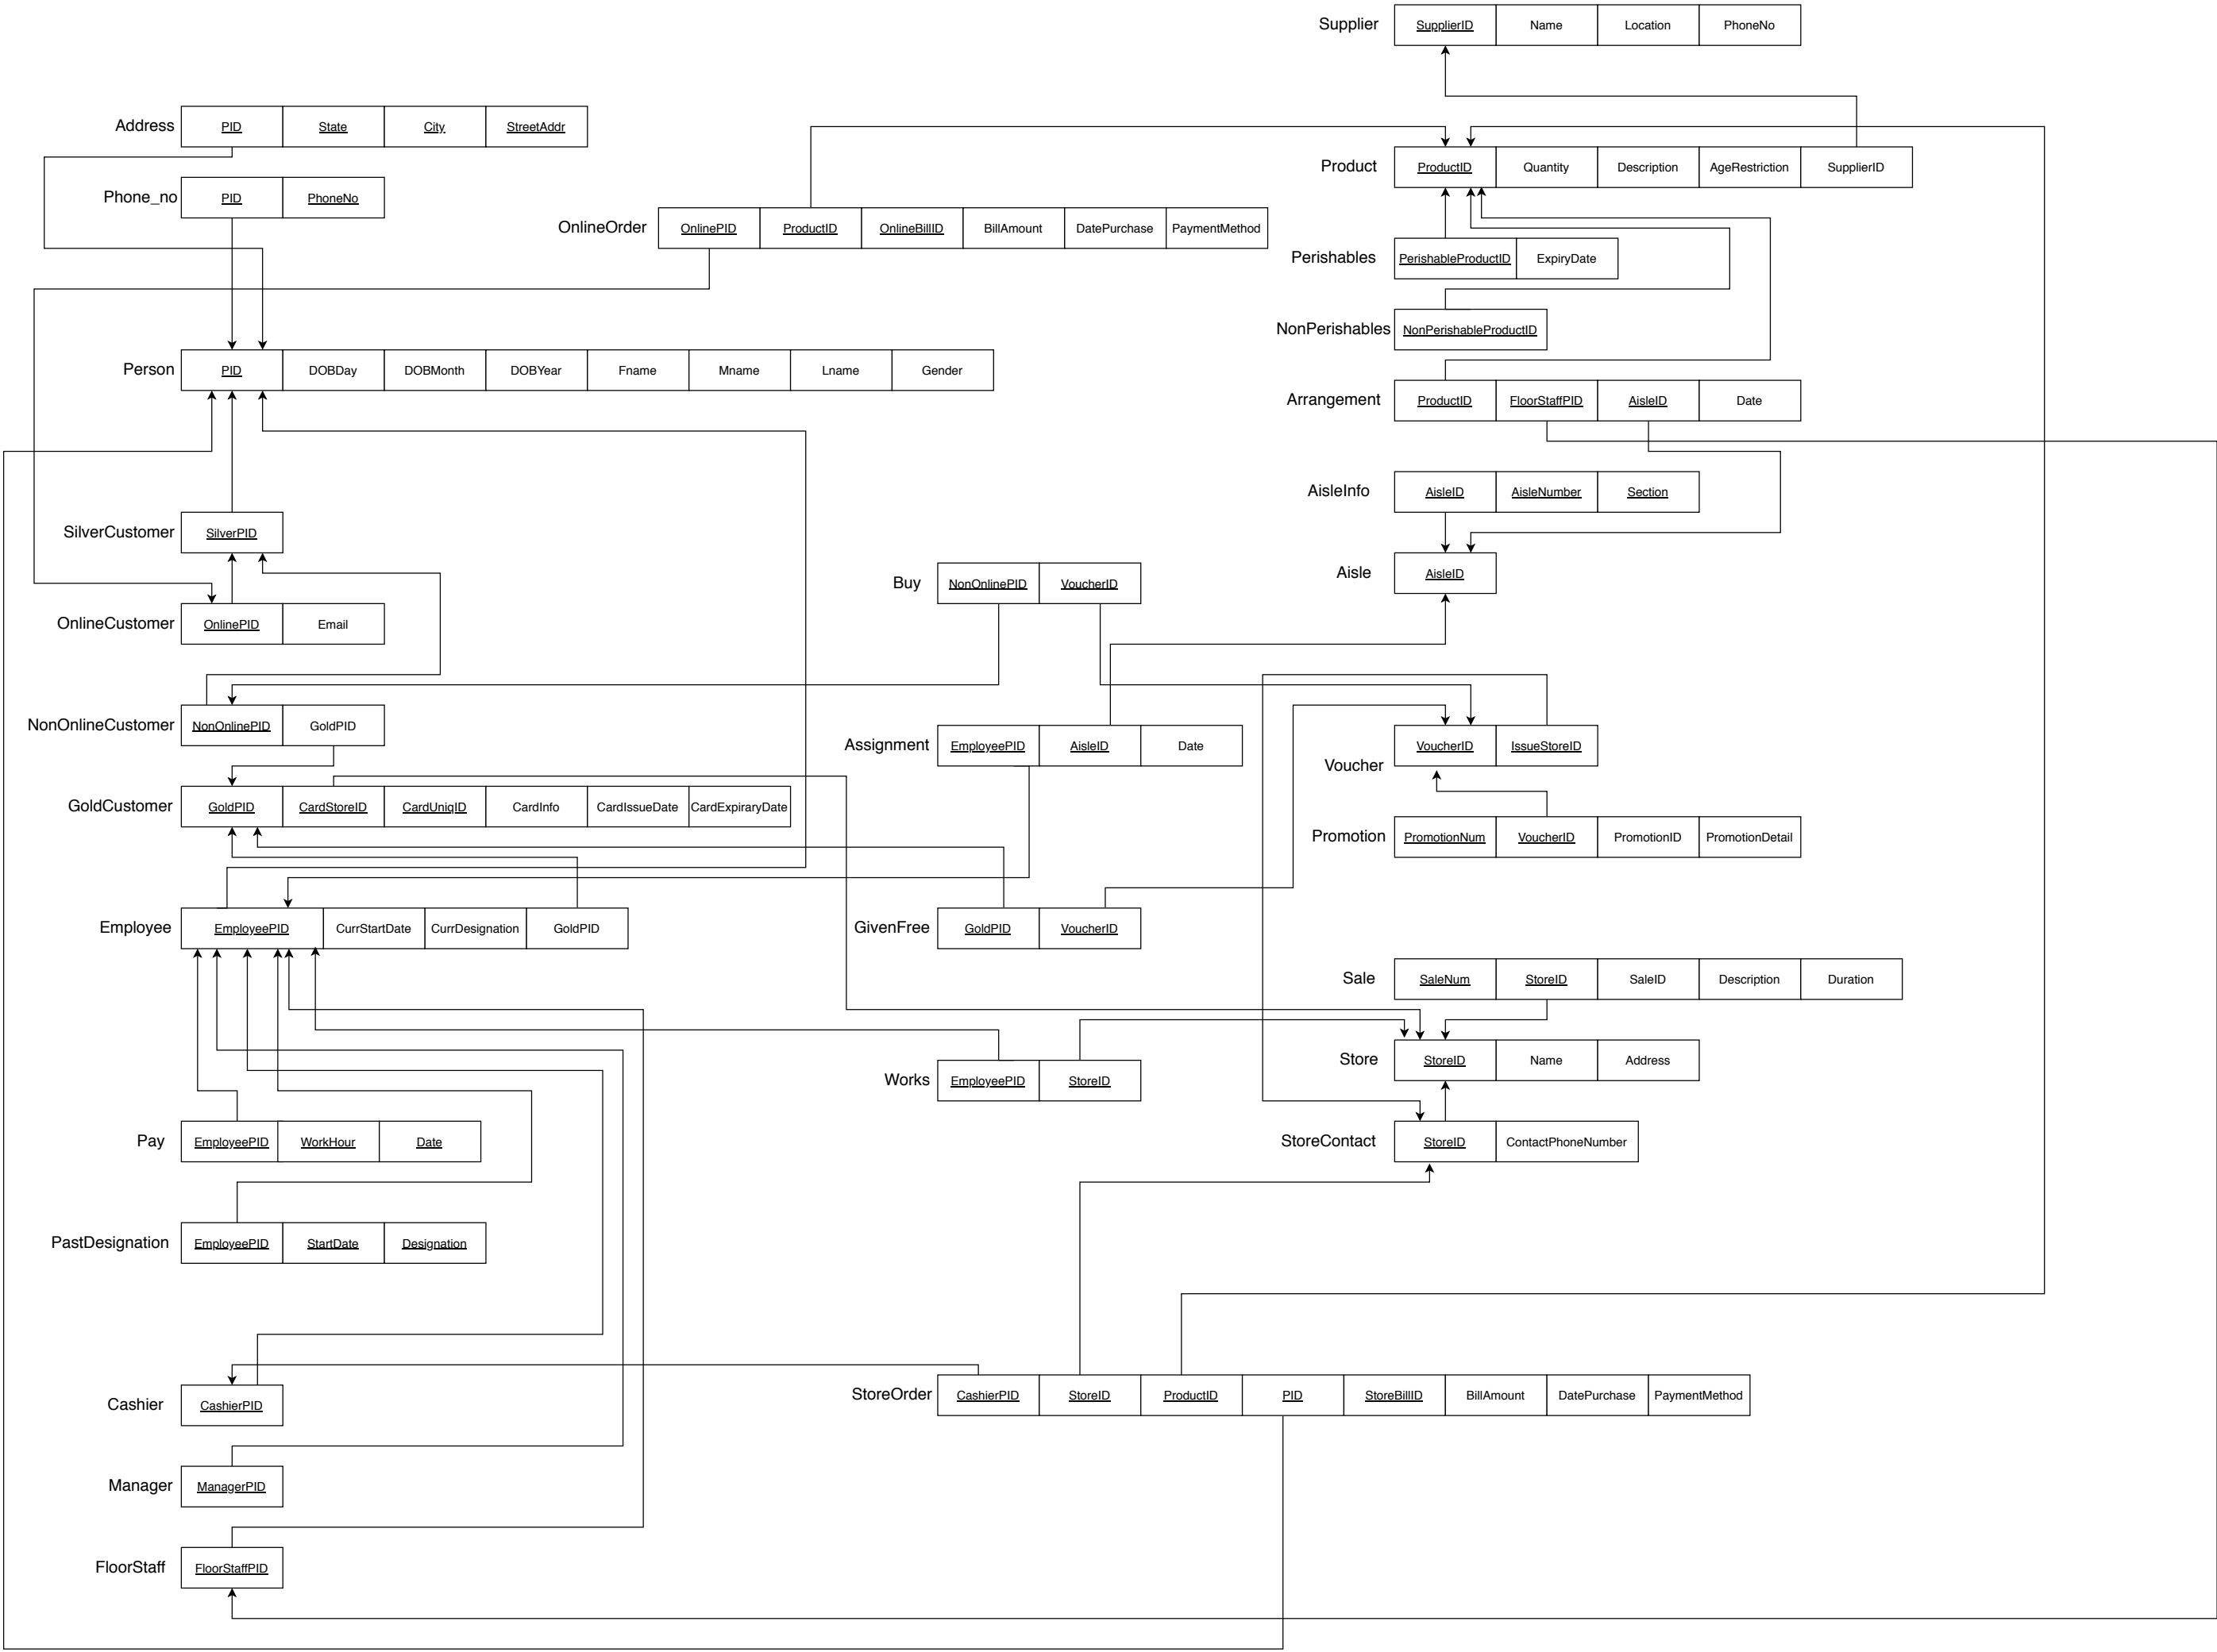 Supplier SupplierID Name Location PhoneNo
Address PID State City StreetAddr
Product ProductID Quantity Description AgeRestriction SupplierID
Phone_no PID PhoneNo
OnlineOrder OnlinePID ProductID OnlineBillID BillAmount DatePurchase PaymentMethod
Perishables PerishableProductID ExpiryDate
NonPerishables NonPerishableProductID
Person PID DOBDay DOBMonth DOBYear Fname Mname Lname Gender
Arrangement ProductID FloorStaffPID AisleID Date
AisleInfo AisleID AisleNumber Section
SilverCustomer SilverPID
Aisle AisleID
Buy NonOnlinePID VoucherID
OnlineCustomer OnlinePID Email
NonOnlineCustomer NonOnlinePID GoldPID
Assignment EmployeePID AisleID Date
Voucher VoucherID IssueStoreID
GoldCustomer GoldPID CardStoreID CardUniqID CardInfo CardIssueDate CardExpiraryDate
Promotion PromotionNum VoucherID PromotionID PromotionDetail
Employee EmployeePID CurrStartDate CurrDesignation GoldPID
GivenFree GoldPID VoucherID
Sale SaleNum StoreID SaleID Description Duration
Store StoreID Name Address
Works EmployeePID StoreID
Pay EmployeePID WorkHour Date
StoreContact StoreID ContactPhoneNumber
PastDesignation EmployeePID StartDate Designation
StoreOrder CashierPID StoreID ProductID PID StoreBillID BillAmount DatePurchase PaymentMethod
Cashier CashierPID
Manager ManagerPID
FloorStaff FloorStaffPID